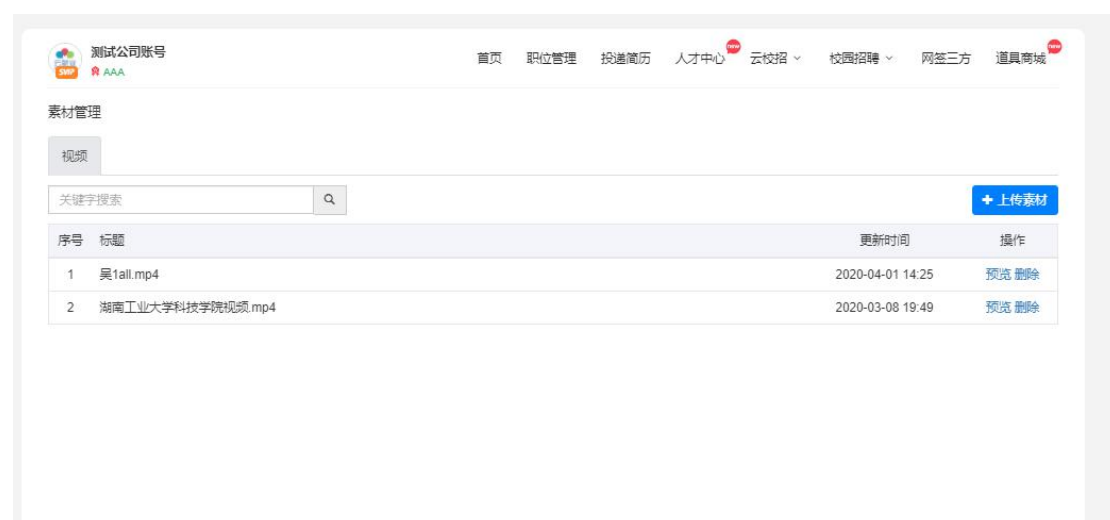 测试公司账号
AAA
首页 职位管理 投递简历 人才中心 new 云校招 校园招聘 网签三方 道具商城 new
素材管理
视频
关键字搜索
+ 上传素材
序号 标题 更新时间 操作
1 吴1all.mp4 2020-04-01 14:25 预览 删除
2 湖南工业大学科技学院视频.mp4 2020-03-08 19:49 预览 删除